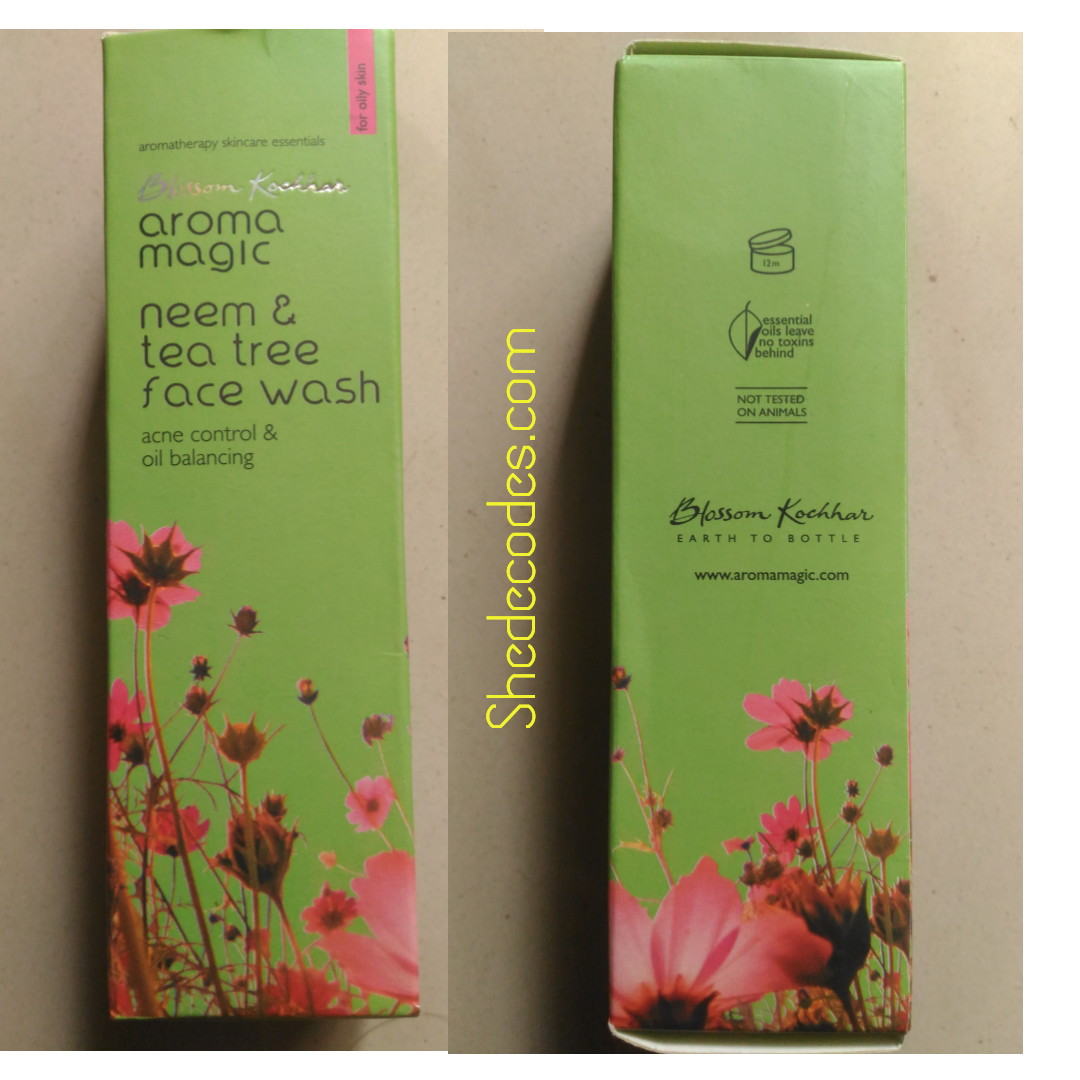 for oily skin
aromatherapy skincare essentials
Blossom Kochhar
aroma
magic
neem &
tea tree
face wash
acne control &
oil balancing
Shedecodes.com
12m
essential
oils leave
no toxins
behind
NOT TESTED
ON ANIMALS
Blossom Kochhar
EARTH TO BOTTLE
www.aromamagic.com